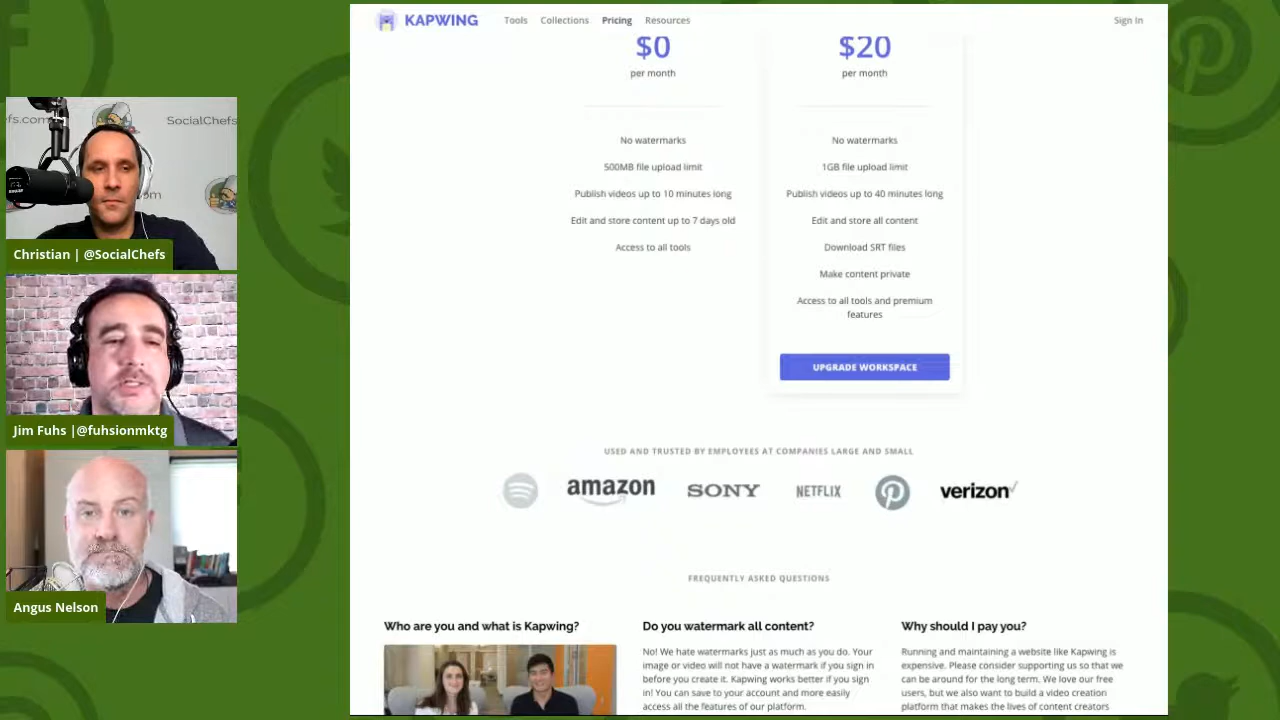 KAPWING
Tools
Collections
Pricing
Resources
Sign In
$0
per month
No watermarks
500MB file upload limit
Publish videos up to 10 minutes long
Edit and store content up to 7 days old
Access to all tools
$20
per month
No watermarks
1GB file upload limit
Publish videos up to 40 minutes long
Edit and store all content
Download SRT files
Make content private
Access to all tools and premium
features
UPGRADE WORKSPACE
USED AND TRUSTED BY EMPLOYEES AT COMPANIES LARGE AND SMALL
amazon
SONY
NETFLIX
verizon✓
FREQUENTLY ASKED QUESTIONS
Who are you and what is Kapwing?
Do you watermark all content?
No! We hate watermarks just as much as you do. Your
image or video will not have a watermark if you sign in
before you create it. Kapwing works better if you sign
in! You can save to your account and more easily
access all the features of our platform.
Why should I pay you?
Running and maintaining a website like Kapwing is
expensive. Please consider supporting us so that we
can be around for the long term. We love our free
users, but we also want to build a video creation
platform that makes the lives of content creators
fs.com
SocialChefs
om
Christian | @SocialChefs
Jim Fuhs |@fuhsionmktg
Angus Nelson